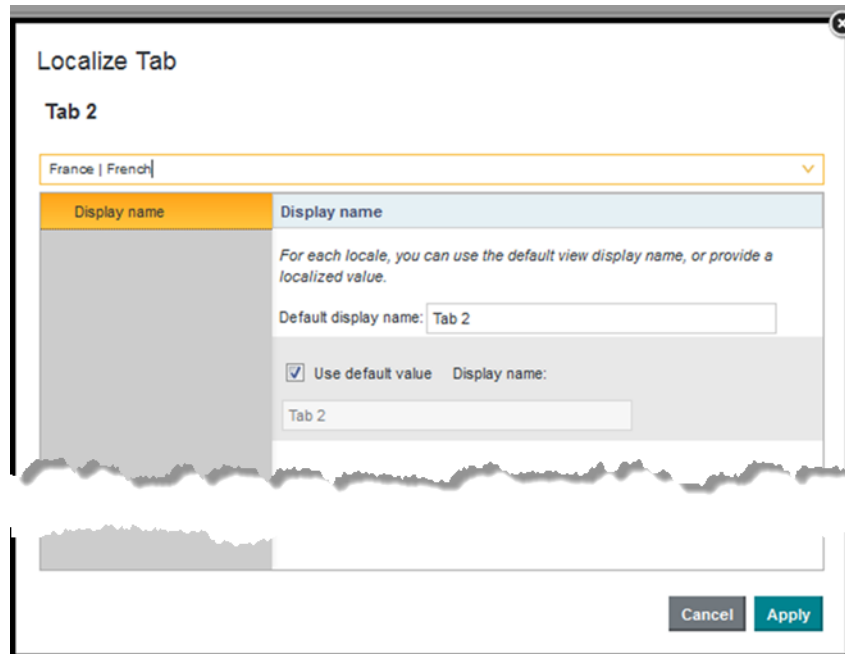 Localize Tab
Tab 2
France | French
Display name
Display name
For each locale, you can use the default view display name, or provide a
localized value.
Default display name: Tab 2
Use default value Display name:
Tab 2
Cancel Apply